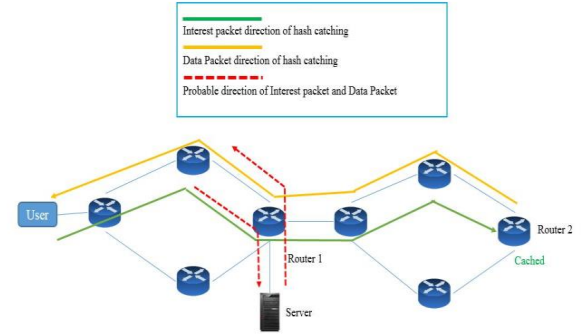 Interest packet direction of hash catching
Data Packet direction of hash catching
Probable direction of Interest packet and Data Packet
User
Router 2
Cached
Router 1
Server